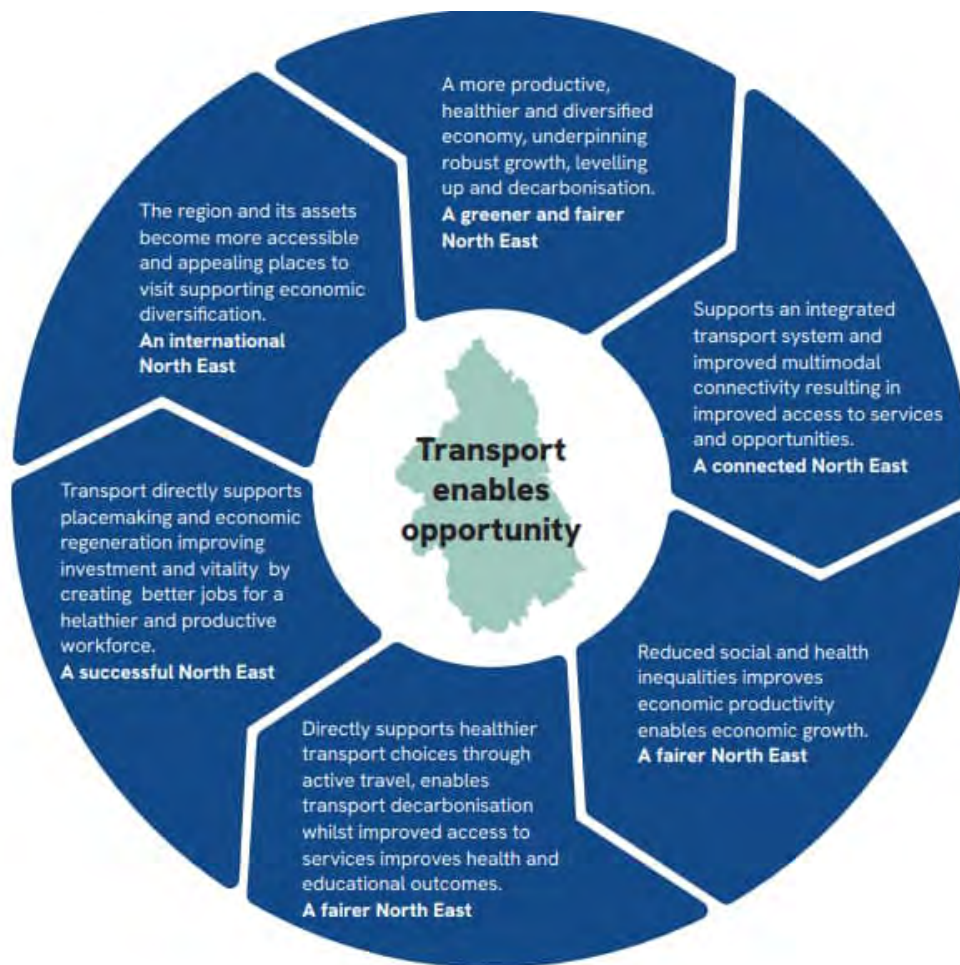 A more productive,
healthier and diversified
economy, underpinning
robust growth, levelling
up and decarbonisation.
A greener and fairer
North East
Supports an integrated
transport system and
improved multimodal
connectivity resulting in
improved access to services
and opportunities.
A connected North East
Reduced social and health
inequalities improves
economic productivity
enables economic growth.
A fairer North East
Directly supports healthier
transport choices through
active travel, enables
transport decarbonisation
whilst improved access to
services improves health and
educational outcomes.
A fairer North East
Transport directly supports
placemaking and economic
regeneration improving
investment and vitality by
creating better jobs for a
helathier and productive
workforce.
A successful North East
The region and its assets
become more accessible
and appealing places to
visit supporting economic
diversification.
An international
North East
Transport
enables
opportunity